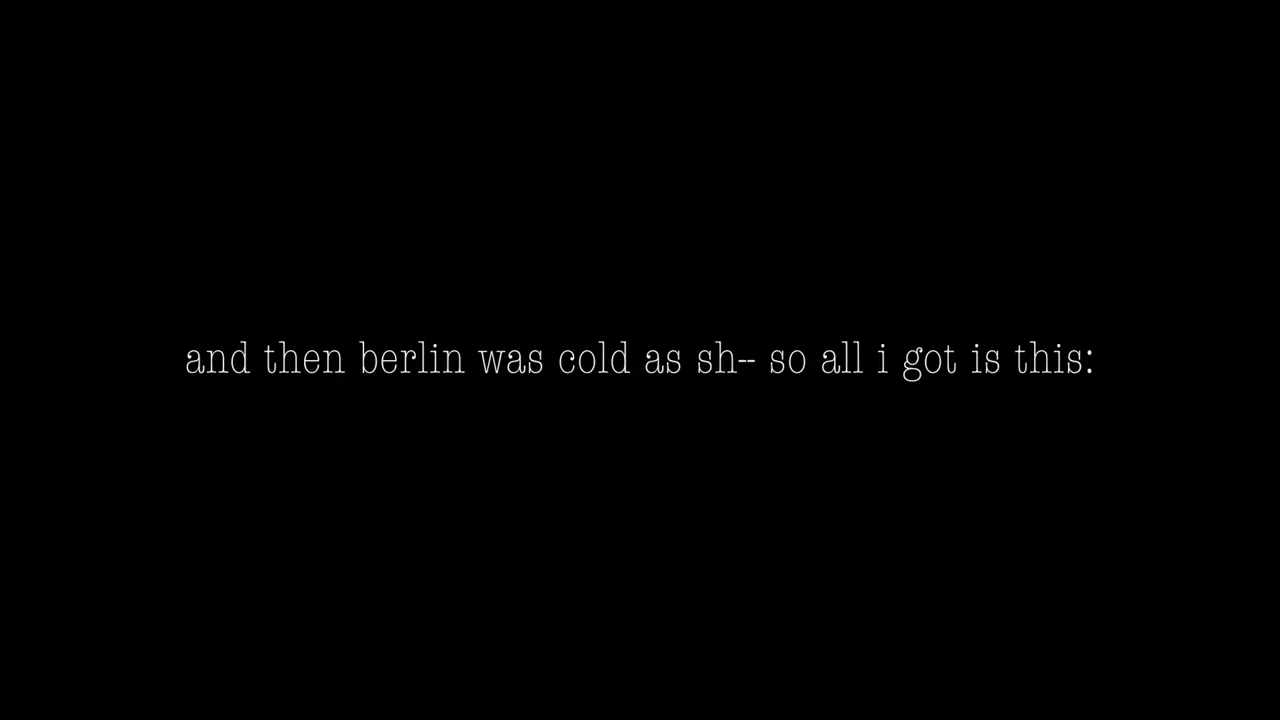 and then berlin was cold as sh-- so all i got is this: